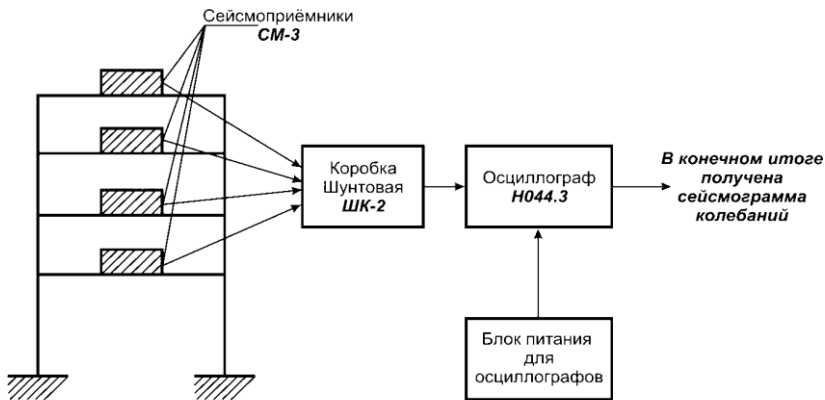 Сейсмоприёмники
СМ-3
Коробка
Шунтовая
ШК-2
Осциллограф
Н044.3
В конечном итоге
получена
сейсмограмма
колебаний
Блок питания
для
осциллографов